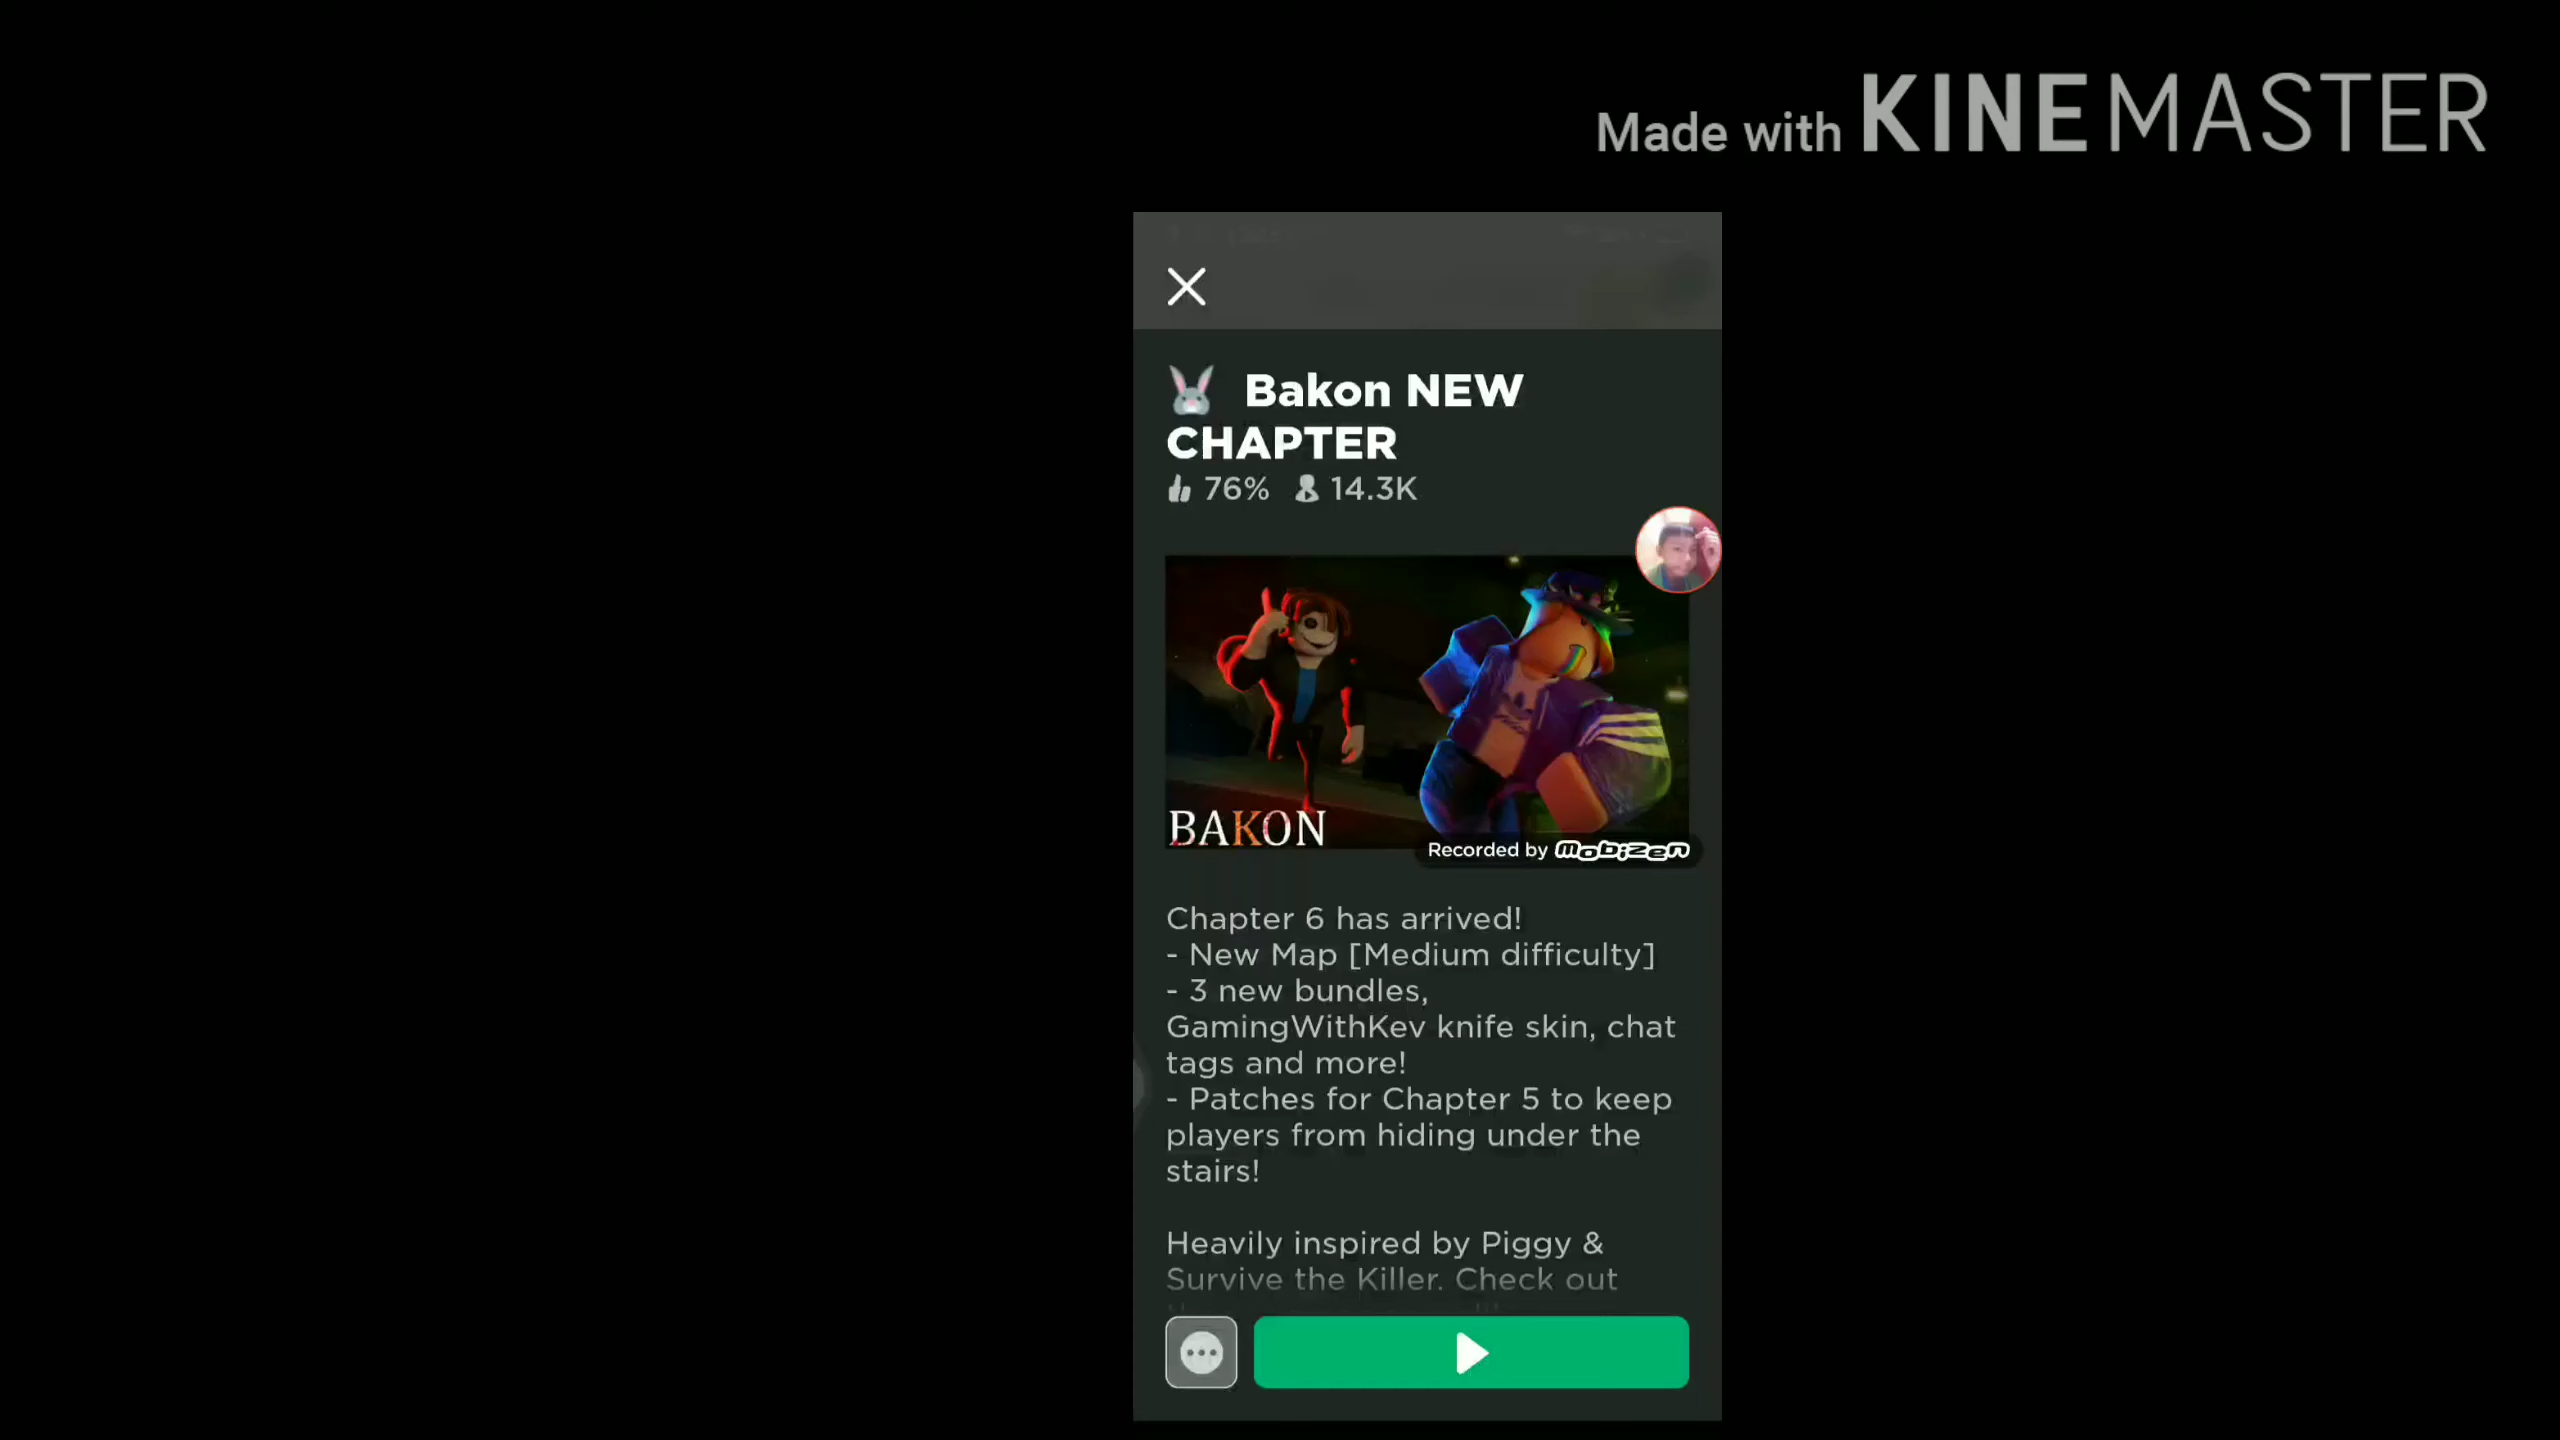 Made with KINEMASTER
Bakon NEW
CHAPTER
76% 14.3K
BAKON
Recorded by mobizen
Chapter 6 has arrived!
- New Map [Medium difficulty]
- 3 new bundles,
GamingWithKev knife skin, chat
tags and more!
- Patches for Chapter 5 to keep
players from hiding under the
stairs!
Heavily inspired by Piggy &
Survive the Killer. Check out